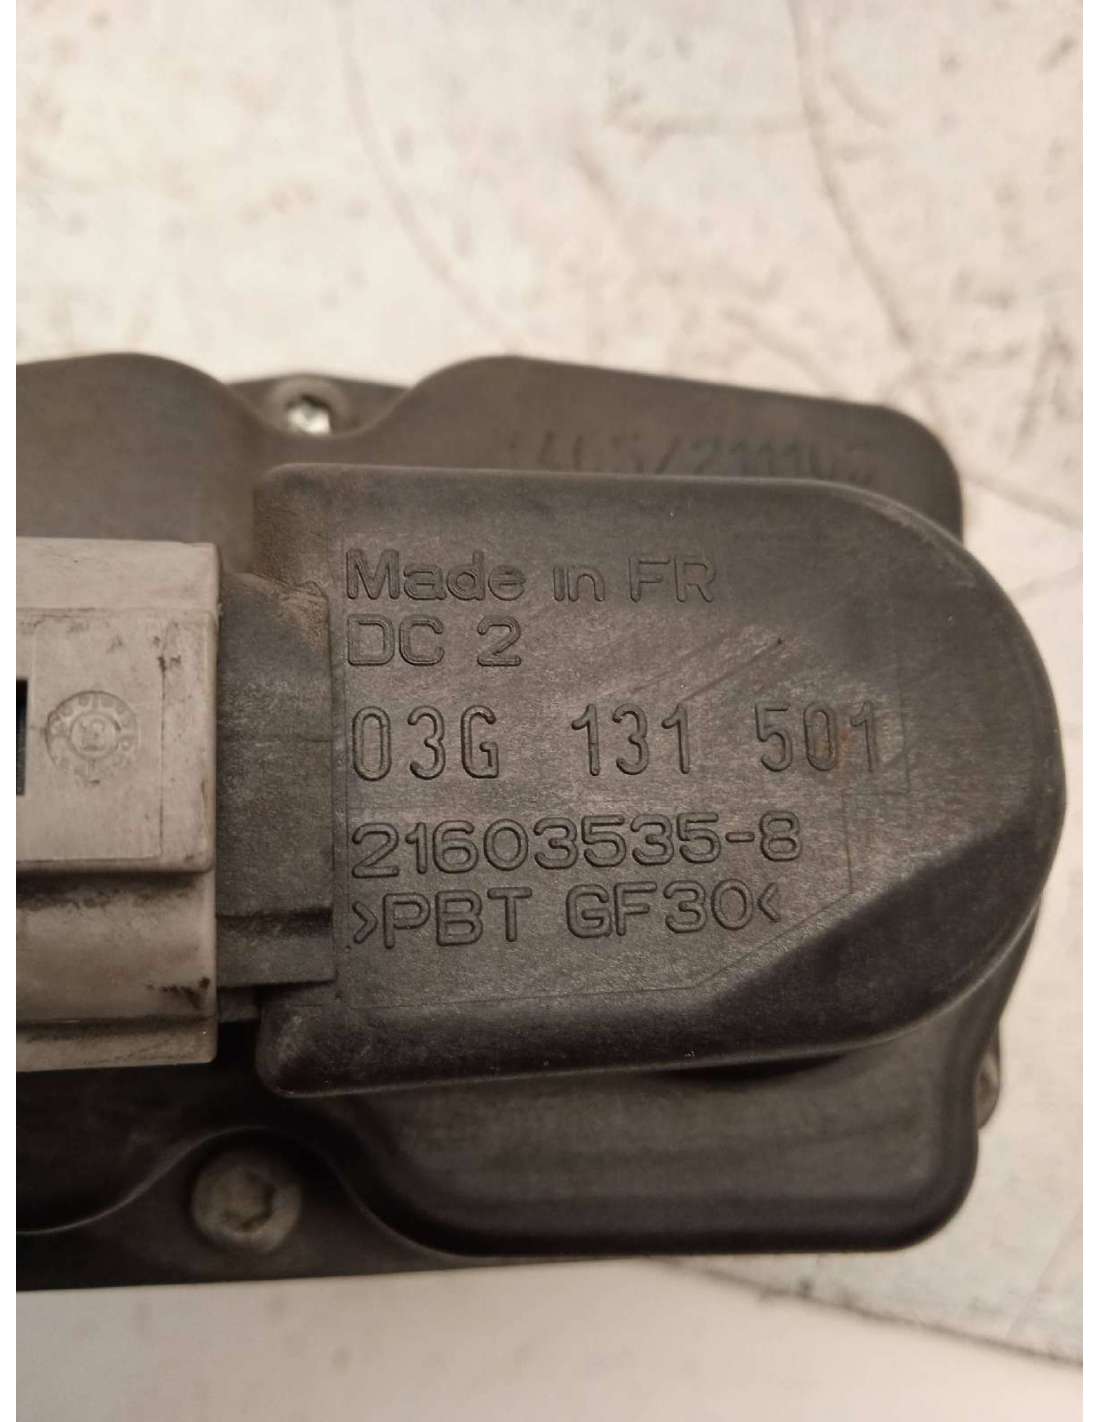 Made in FR
DC 2
03G 131 501
21603535-8
>PBT GF30<